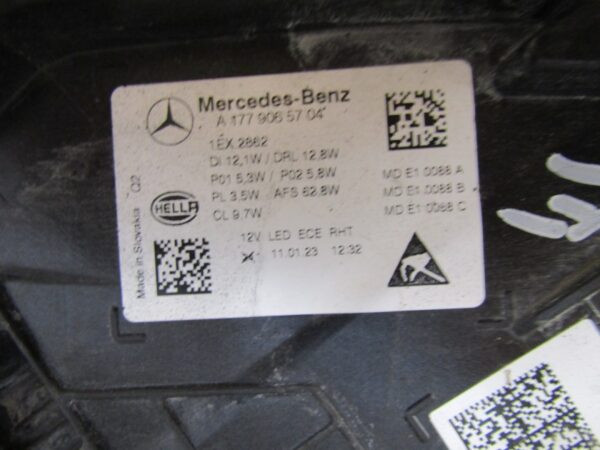 Mercedes-Benz
A 177 906 57 04
1EX.2862
DI 12,1W / DRL 12,8W
P01 5,3W / P02 5,8W
PL 3,5W AFS 62,8W
CL 9,7W
MD E1 0088 A
MD E1 0088 B
MD E1 0088 C
12V LED ECE RHT
11.01.23 12:32
HELLA
Made in Slovakia Q2